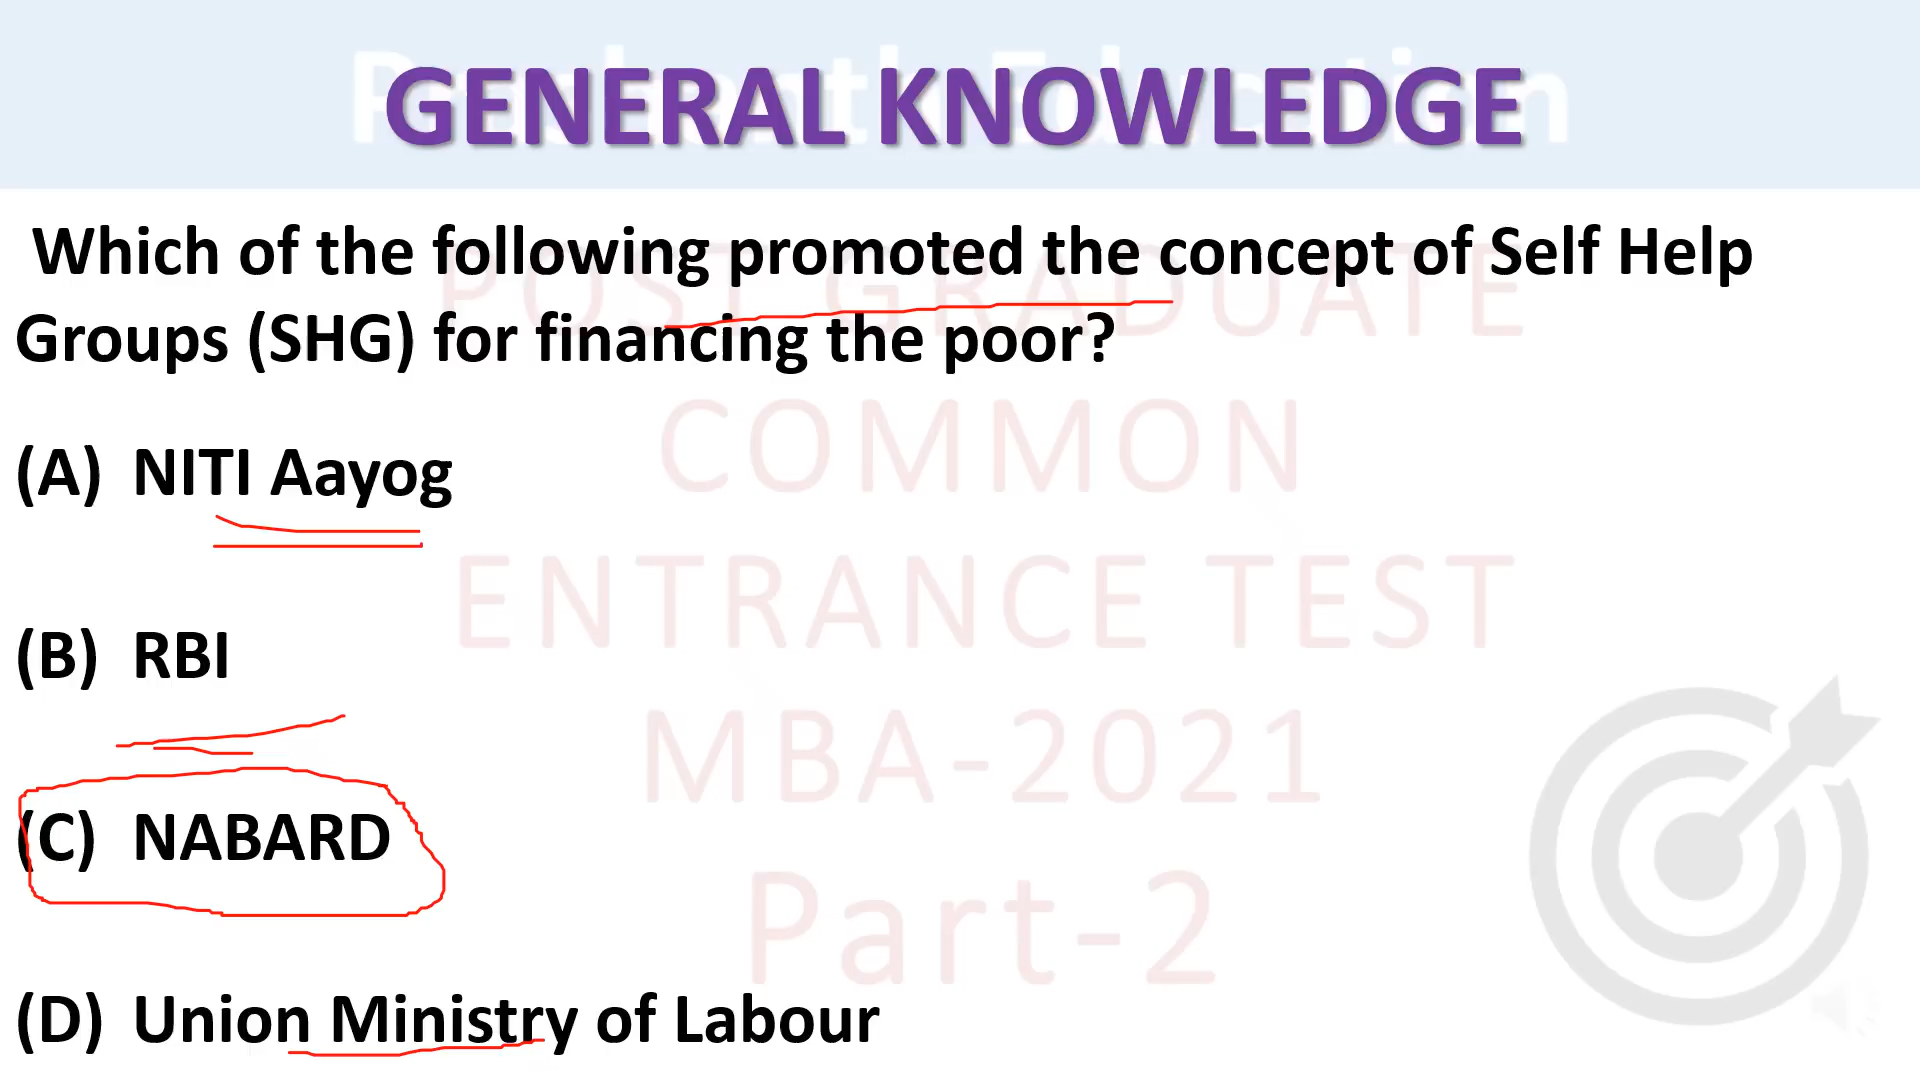 GENERAL KNOWLEDGE
Which of the following promoted the concept of Self Help
Groups (SHG) for financing the poor?
(A) NITI Aayog
(B) RBI
(C) NABARD
(D) Union Ministry of Labour
POST GRADUATE
COMMON
ENTRANCE TEST
MBA-2021
Part-2